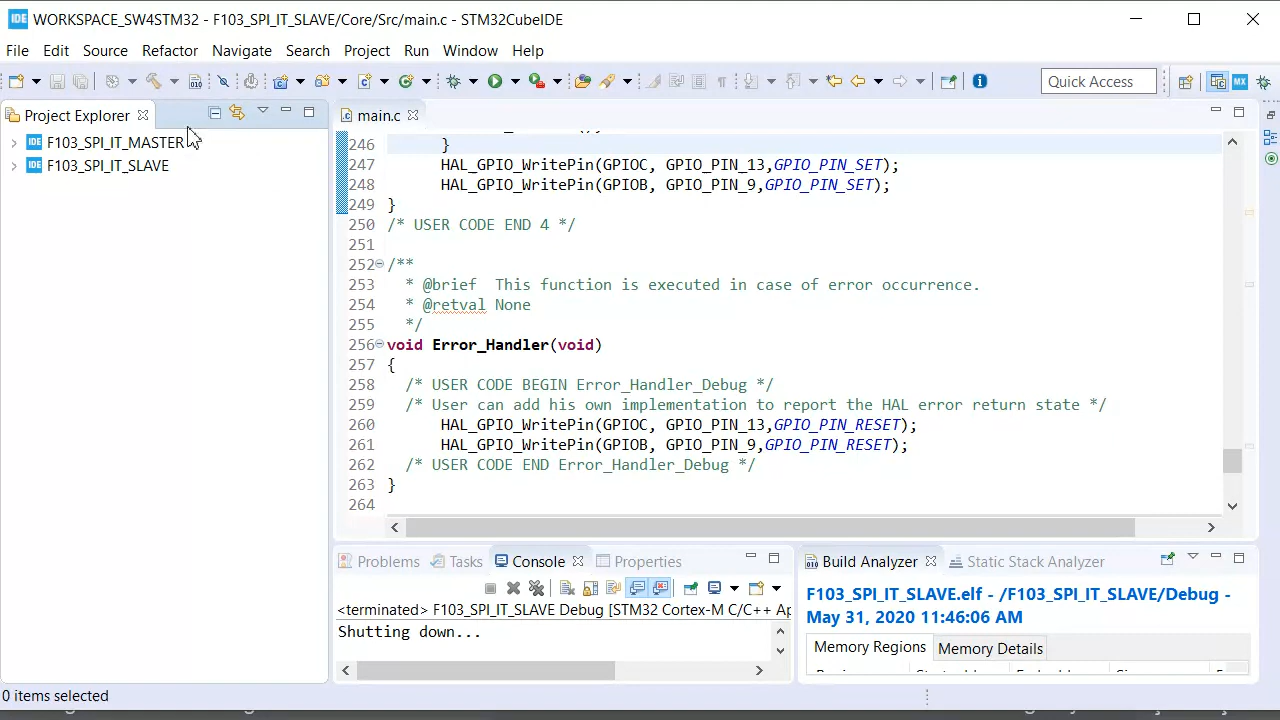 IDE WORKSPACE_SW4STM32 - F103_SPI_IT_SLAVE/Core/Src/main.c - STM32CubeIDE
File Edit Source Refactor Navigate Search Project Run Window Help
Quick Access
MX
Project Explorer
IDE F103_SPI_IT_MASTER
IDE F103_SPI_IT_SLAVE
main.c
246 }
247 HAL_GPIO_WritePin(GPIOC, GPIO_PIN_13,GPIO_PIN_SET);
248 HAL_GPIO_WritePin(GPIOB, GPIO_PIN_9,GPIO_PIN_SET);
249 }
250 /* USER CODE END 4 */
251
252 /**
253 * @brief  This function is executed in case of error occurrence.
254 * @retval None
255 */
256 void Error_Handler(void)
257 {
258 /* USER CODE BEGIN Error_Handler_Debug */
259 /* User can add his own implementation to report the HAL error return state */
260 HAL_GPIO_WritePin(GPIOC, GPIO_PIN_13,GPIO_PIN_RESET);
261 HAL_GPIO_WritePin(GPIOB, GPIO_PIN_9,GPIO_PIN_RESET);
262 /* USER CODE END Error_Handler_Debug */
263 }
264
Problems Tasks Console Properties
<terminated> F103_SPI_IT_SLAVE Debug [STM32 Cortex-M C/C++ Ap
Shutting down...
Build Analyzer Static Stack Analyzer
F103_SPI_IT_SLAVE.elf - /F103_SPI_IT_SLAVE/Debug -
May 31, 2020 11:46:06 AM
Memory Regions Memory Details
0 items selected